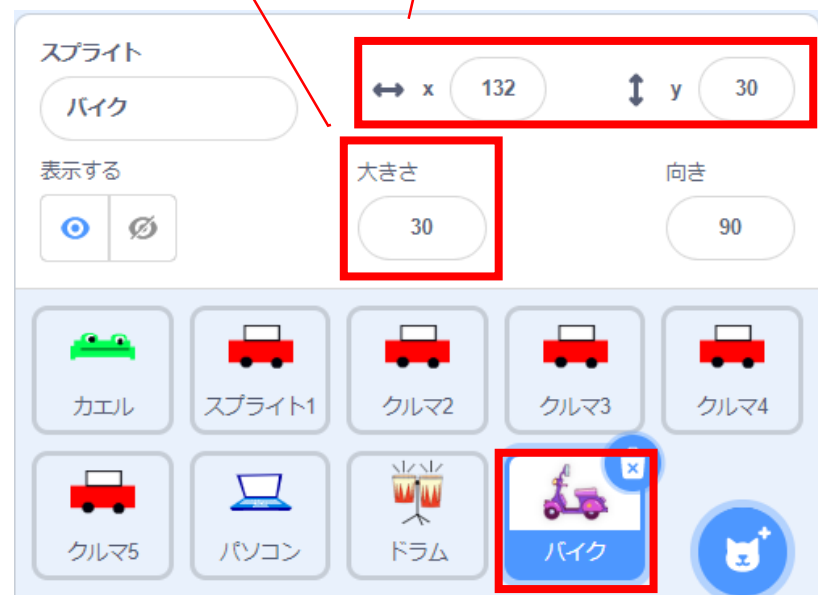 スプライト
バイク
x 132 y 30
表示する 大きさ 向き
30 90
カエル スプライト1 クルマ2 クルマ3 クルマ4
クルマ5 パソコン ドラム バイク